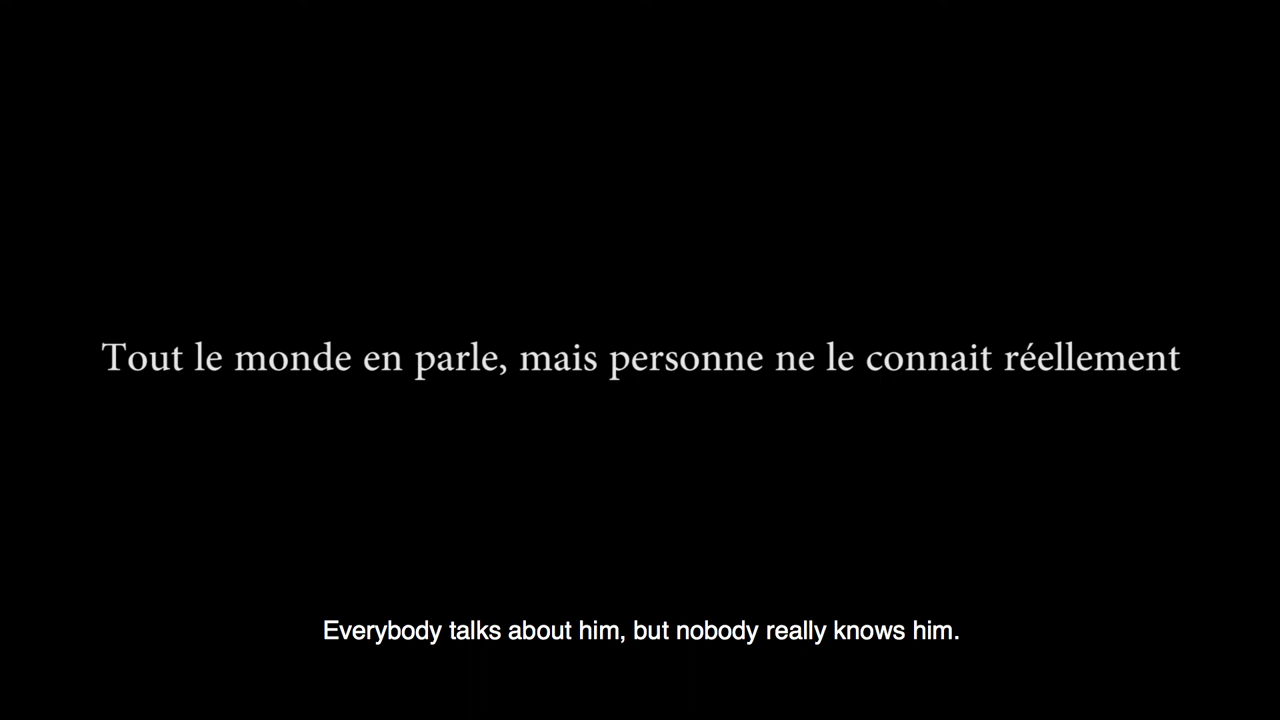 Tout le monde en parle, mais personne ne le connait réellement
Everybody talks about him, but nobody really knows him.